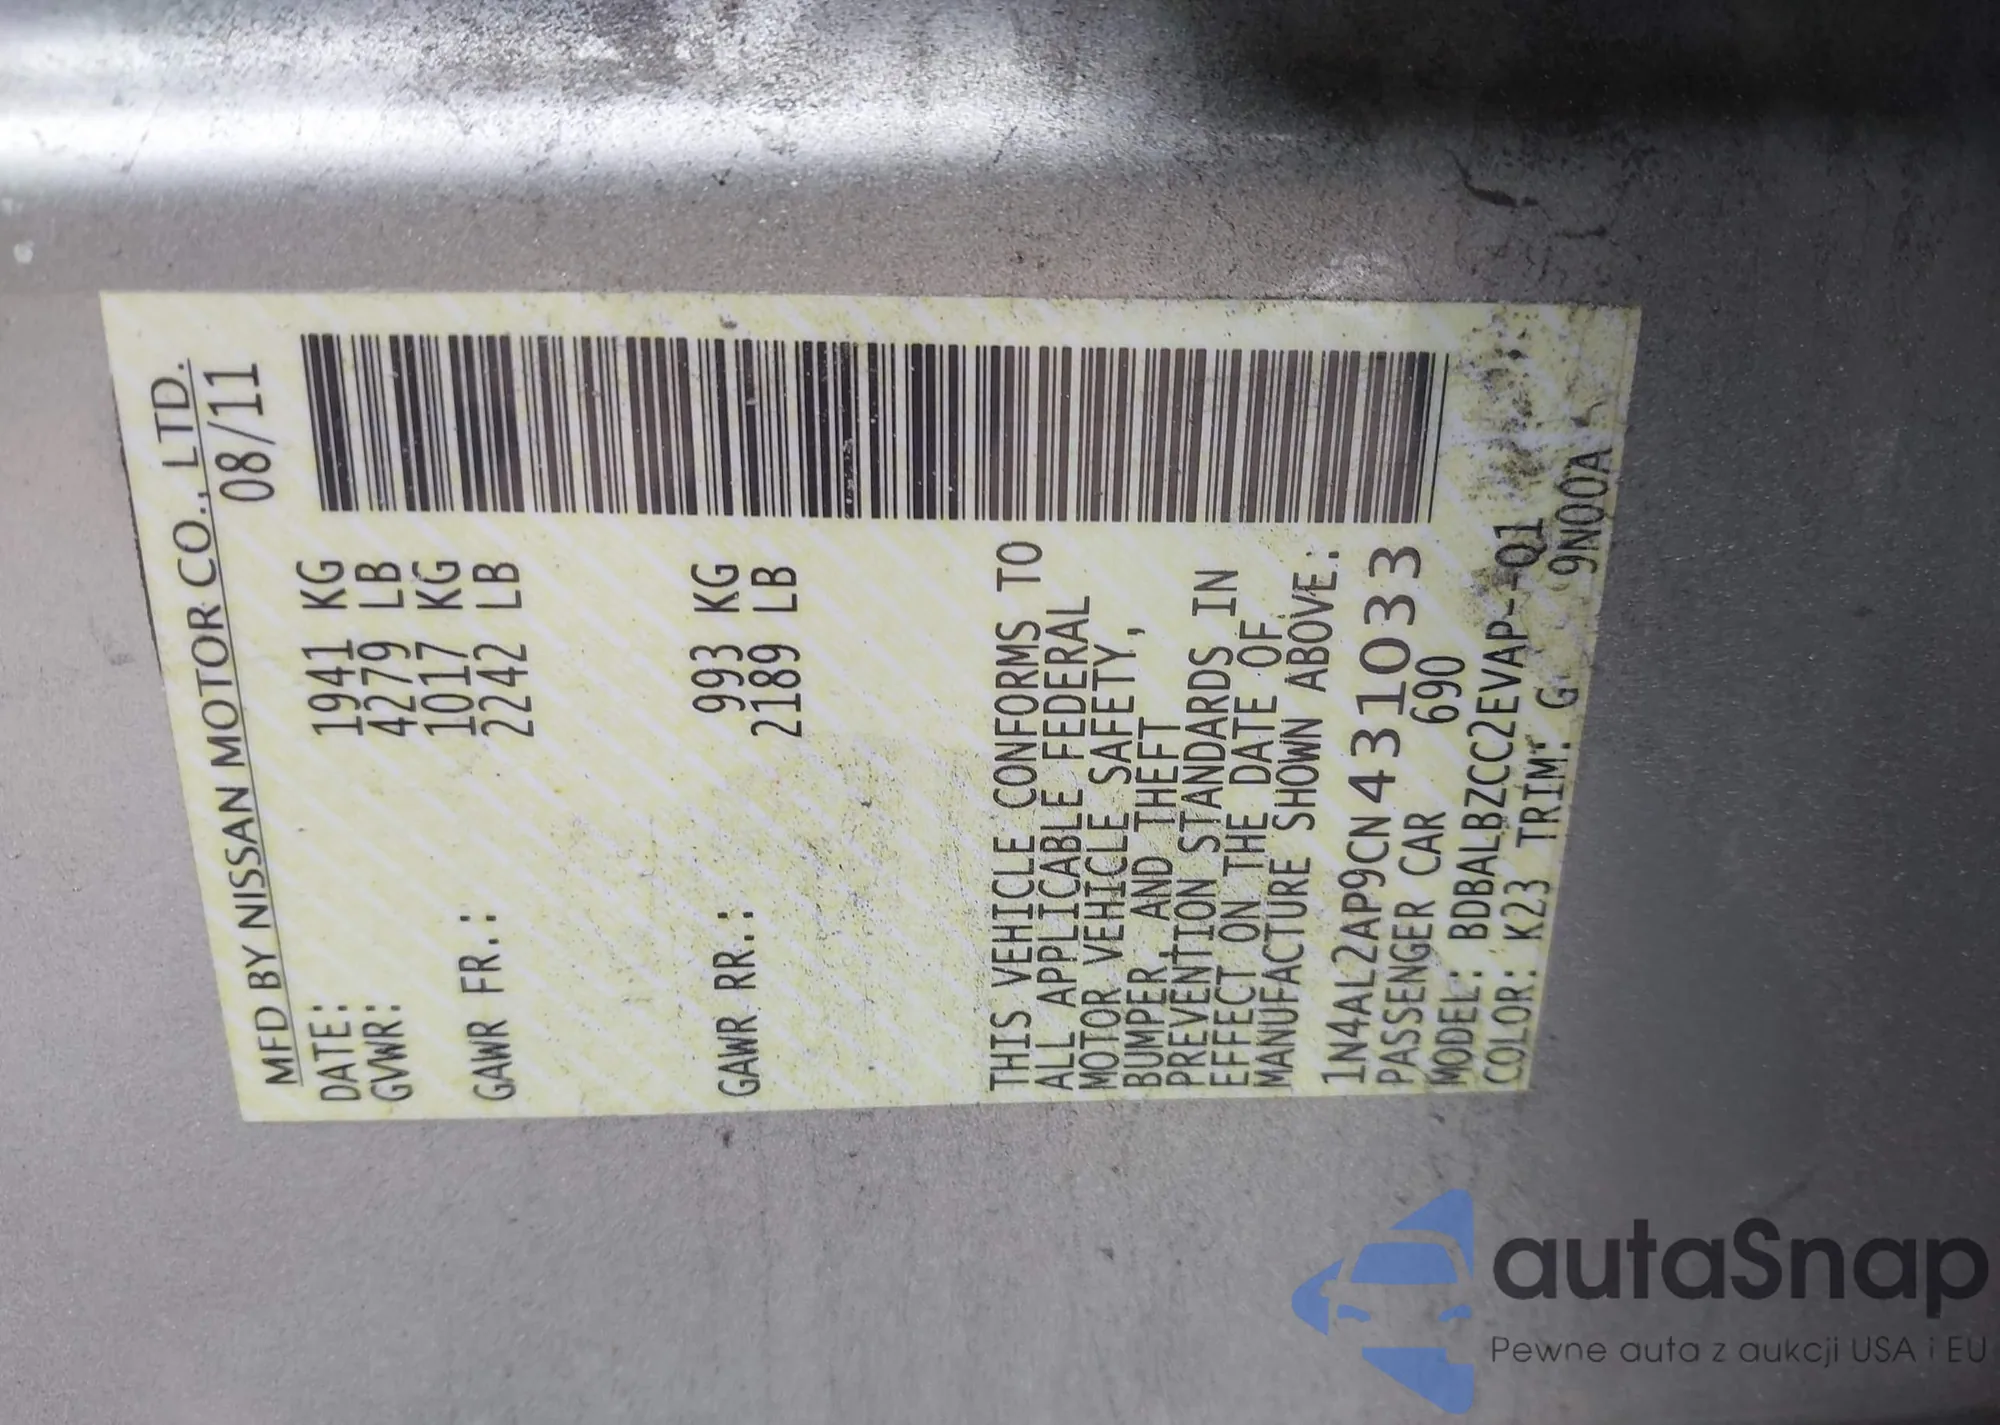 MFD BY NISSAN MOTOR CO., LTD.
DATE: 08/11
GVWR: 1941 KG
4279 LB
GAWR FR.: 1017 KG
2242 LB
GAWR RR.: 993 KG
2189 LB
THIS VEHICLE CONFORMS TO
ALL APPLICABLE FEDERAL
MOTOR VEHICLE SAFETY,
BUMPER, AND THEFT
PREVENTION STANDARDS IN
EFFECT ON THE DATE OF
MANUFACTURE SHOWN ABOVE.
1N4AL2AP9CN431033
PASSENGER CAR 690
MODEL: BDBALBZCC2EVAP--Q1
COLOR: K23 TRIM: G 9N00A
autaSnap
Pewne auta z aukcji USA i EU